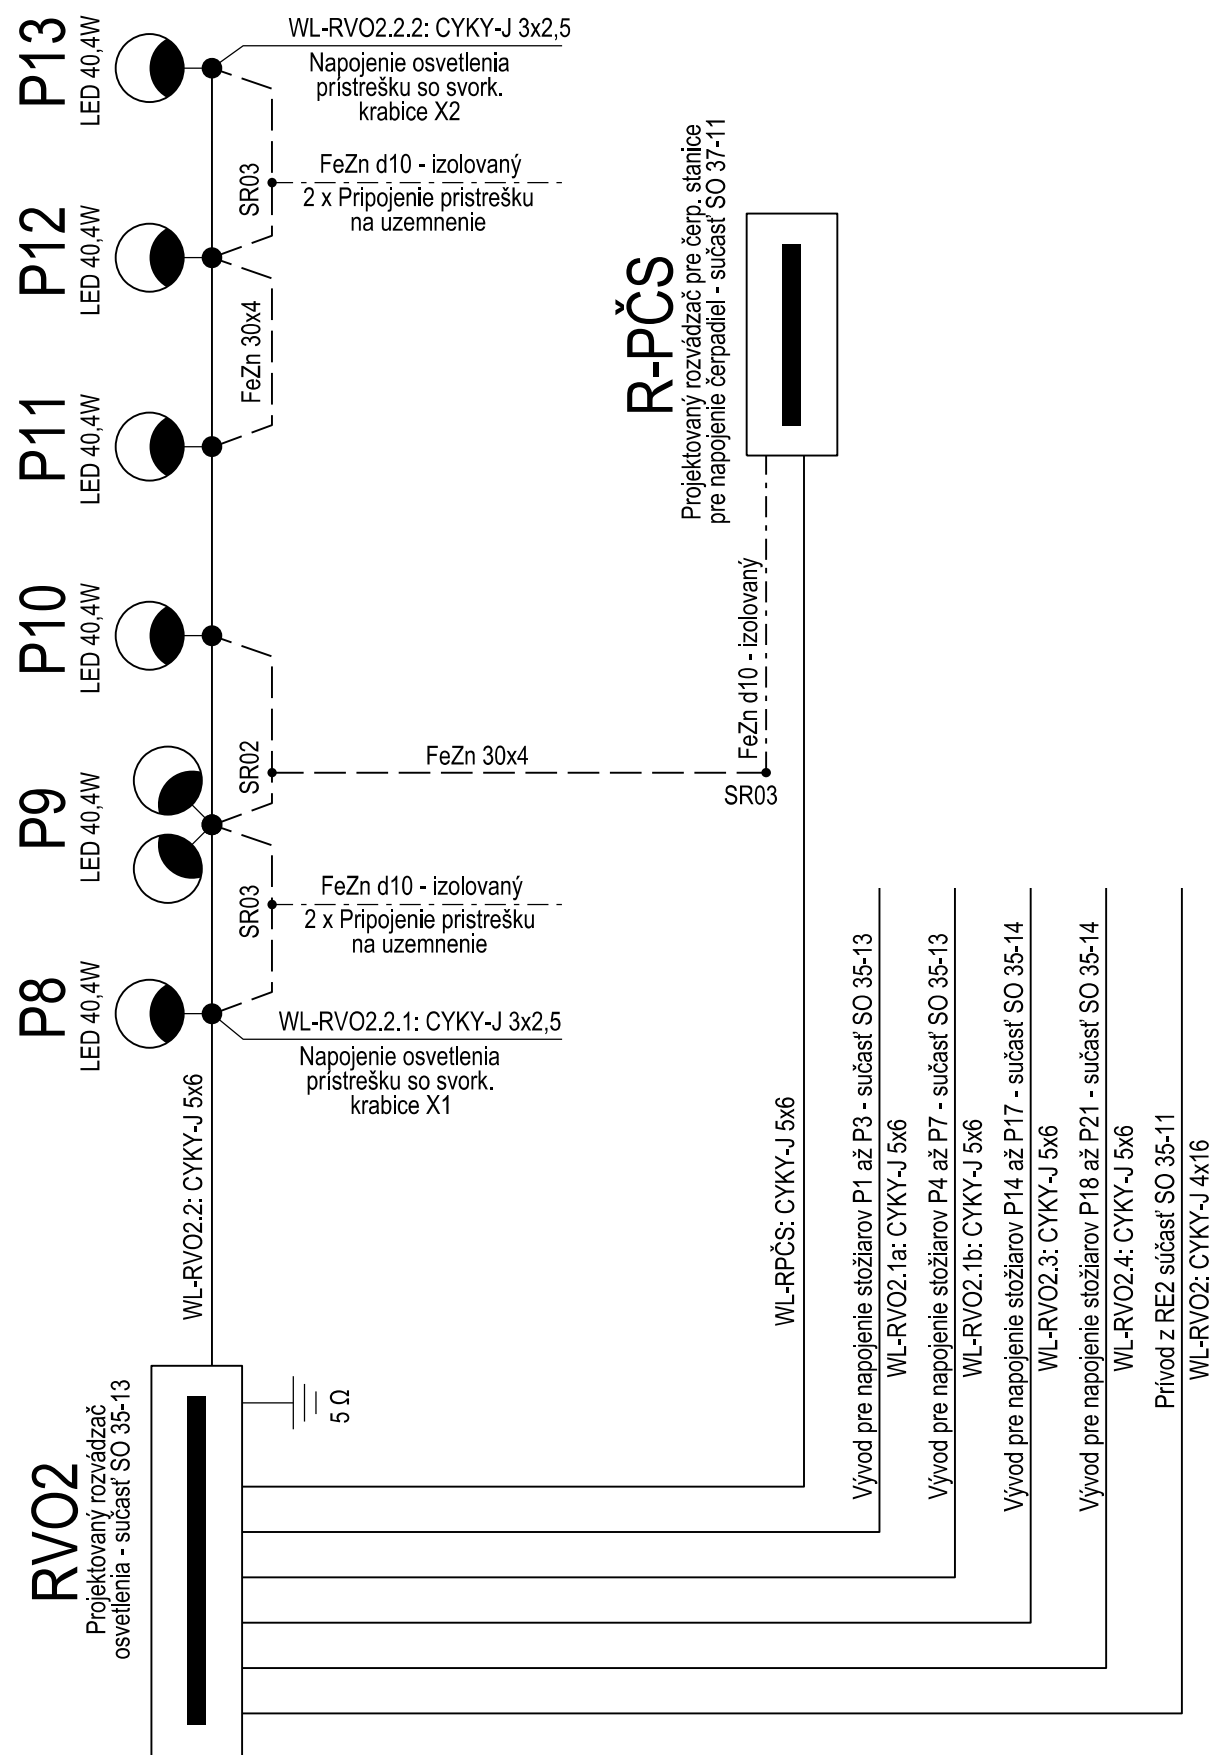 P13
LED 40,4W
WL-RVO2.2.2: CYKY-J 3x2,5
Napojenie osvetlenia
prístrešku so svork.
krabice X2
SR03
FeZn d10 - izolovaný
2 x Pripojenie pristrešku
na uzemnenie
P12
LED 40,4W
FeZn 30x4
P11
LED 40,4W
R-PČS
Projektovaný rozvádzač pre čerp. stanice
pre napojenie čerpadiel - sučasť SO 37-11
P10
LED 40,4W
SR02
FeZn 30x4
FeZn d10 - izolovaný
SR03
P9
LED 40,4W
SR03
FeZn d10 - izolovaný
2 x Pripojenie pristrešku
na uzemnenie
P8
LED 40,4W
WL-RVO2.2.1: CYKY-J 3x2,5
Napojenie osvetlenia
prístrešku so svork.
krabice X1
WL-RVO2.2: CYKY-J 5x6
WL-RPČS: CYKY-J 5x6
Vývod pre napojenie stožiarov P1 až P3 - sučasť SO 35-13
WL-RVO2.1a: CYKY-J 5x6
Vývod pre napojenie stožiarov P4 až P7 - sučasť SO 35-13
WL-RVO2.1b: CYKY-J 5x6
Vývod pre napojenie stožiarov P14 až P17 - sučasť SO 35-14
WL-RVO2.3: CYKY-J 5x6
Vývod pre napojenie stožiarov P18 až P21 - sučasť SO 35-14
WL-RVO2.4: CYKY-J 5x6
Prívod z RE2 súčasť SO 35-11
WL-RVO2: CYKY-J 4x16
RVO2
Projektovaný rozvádzač
osvetlenia - sučasť SO 35-13
5 Ω